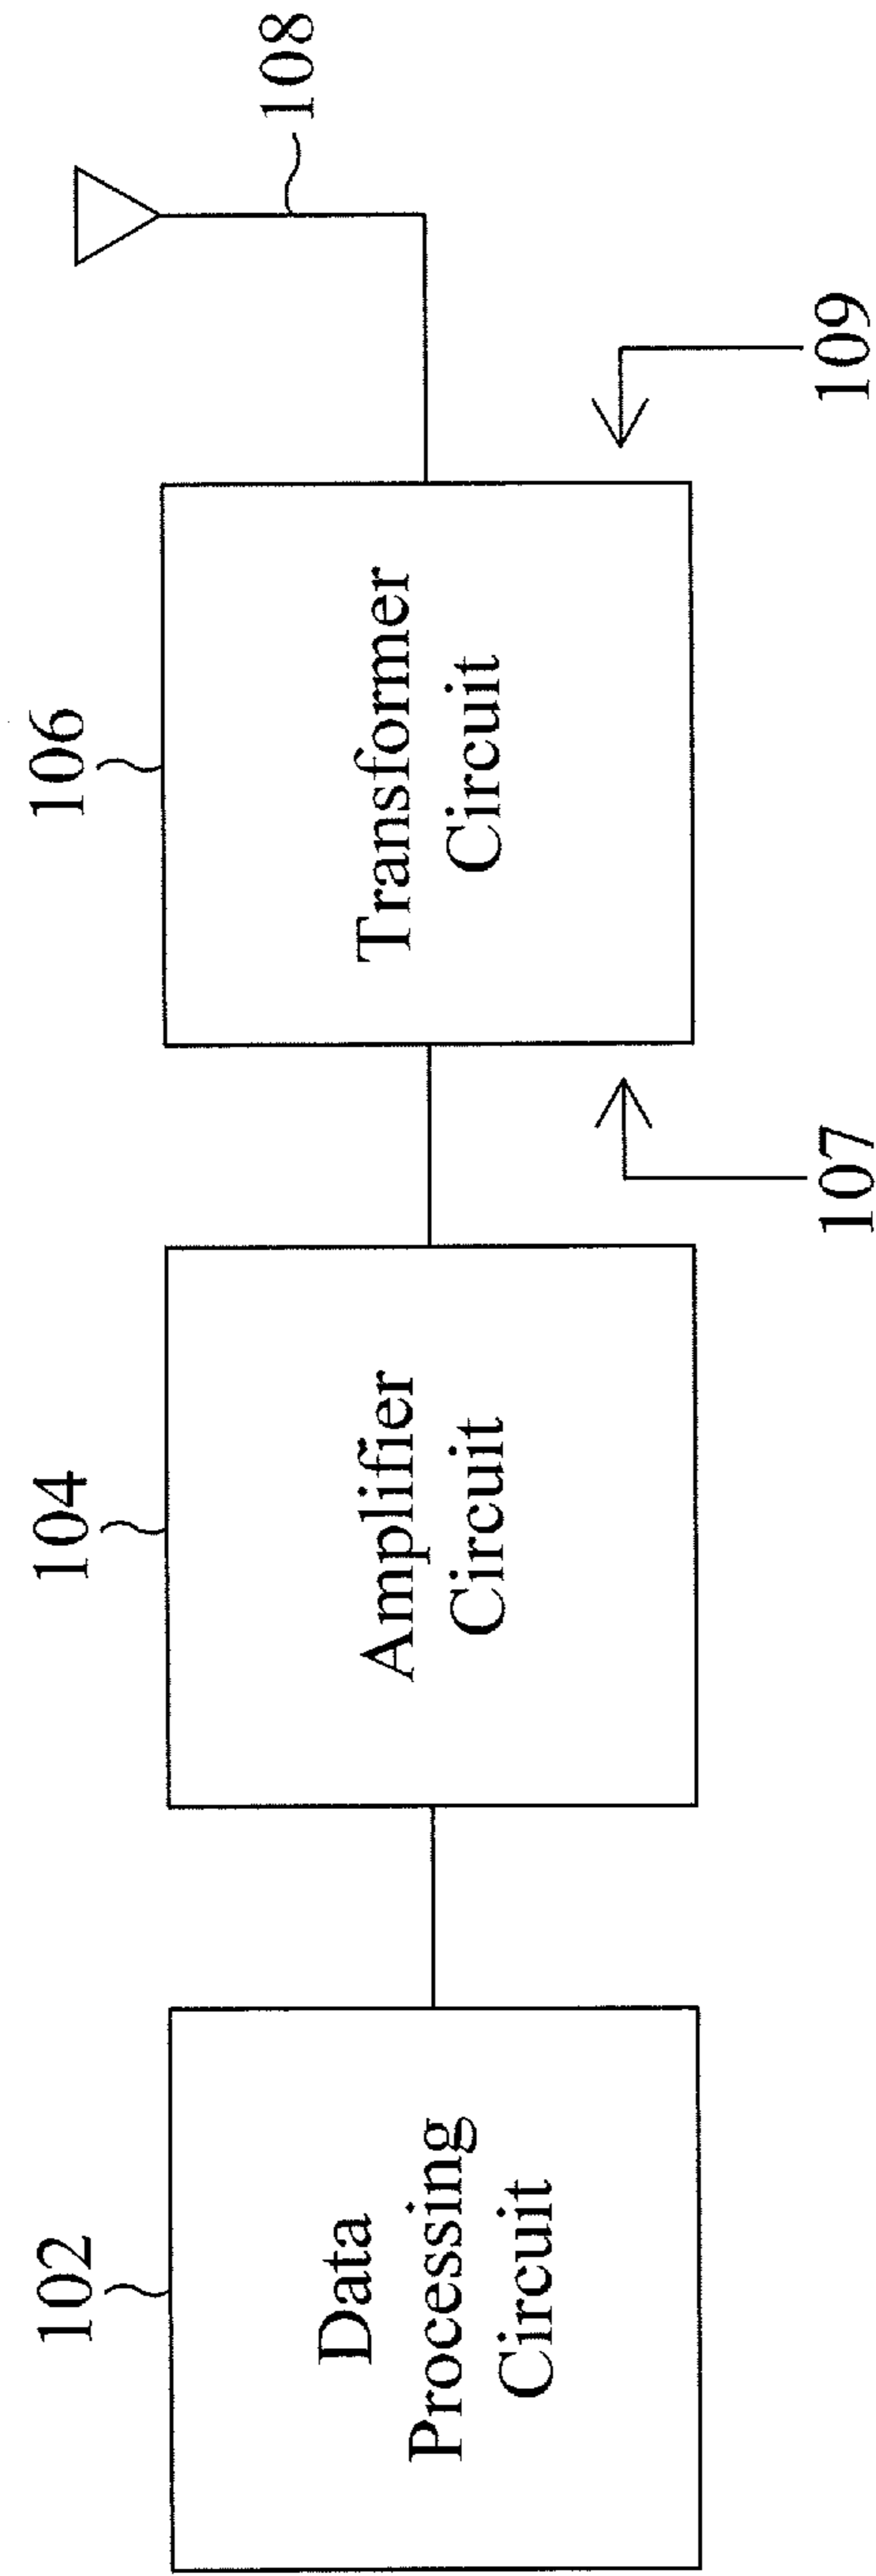 102
Data
Processing
Circuit
104
Amplifier
Circuit
107
106
Transformer
Circuit
109
108